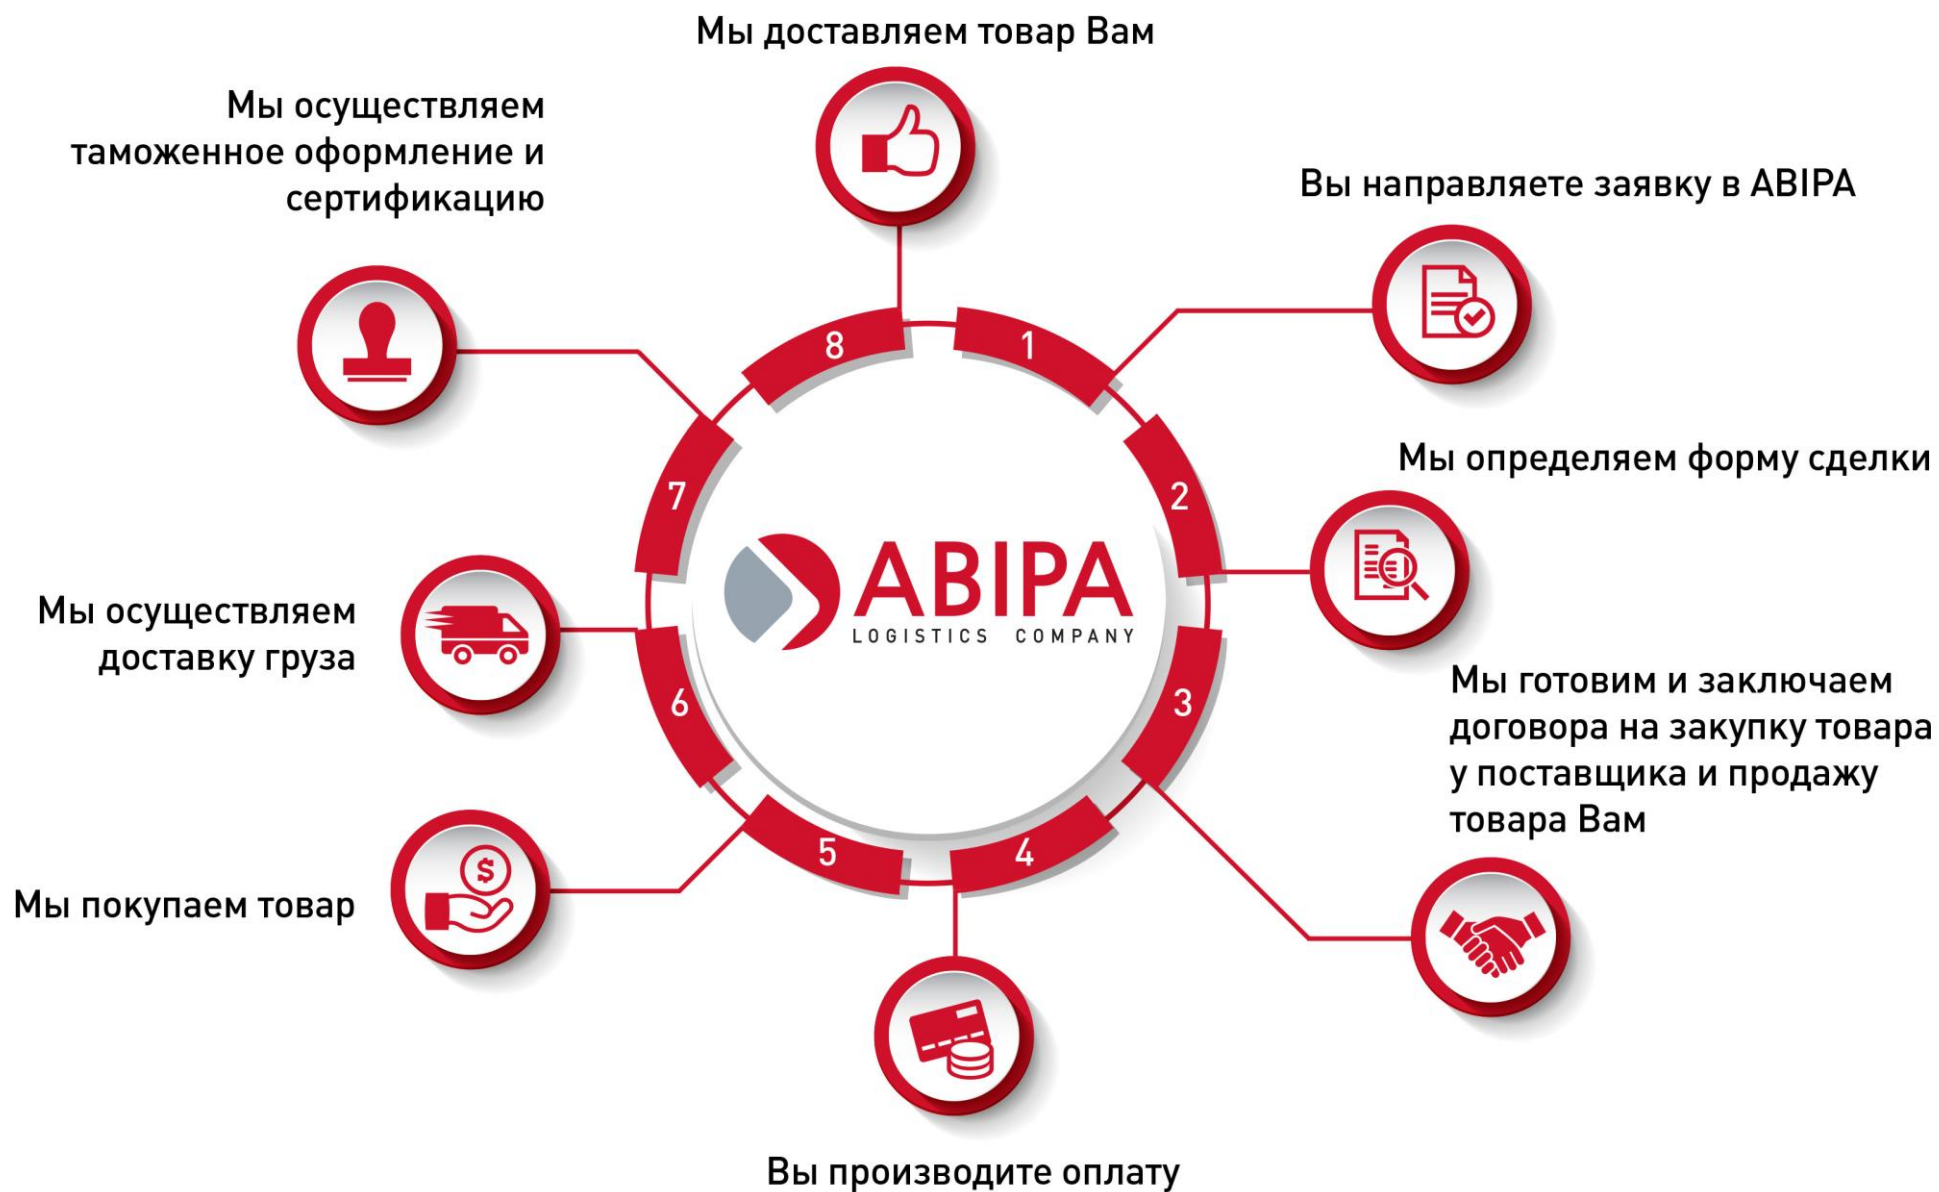 Мы доставляем товар Вам
Мы осуществляем
таможенное оформление и
сертификацию
Вы направляете заявку в ABIPA
8
1
7
2
Мы определяем форму сделки
ABIPA
LOGISTICS COMPANY
Мы осуществляем
доставку груза
6
3
Мы готовим и заключаем
договора на закупку товара
у поставщика и продажу
товара Вам
5
4
$
Мы покупаем товар
Вы производите оплату